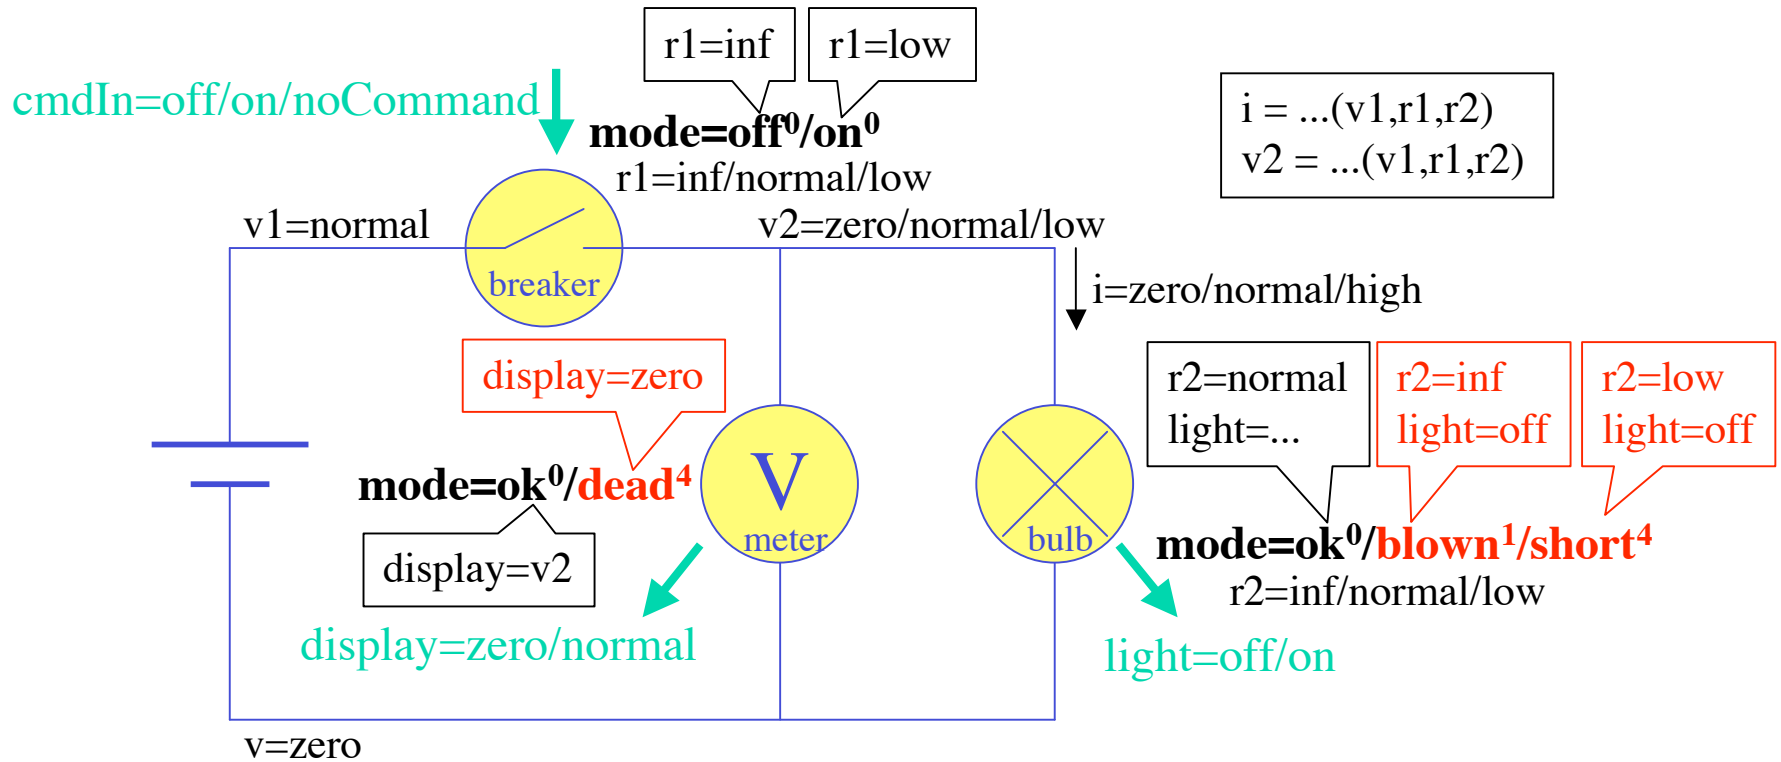 r1=inf
r1=low
cmdIn=off/on/noCommand
mode=off⁰/on⁰
r1=inf/normal/low
i = ...(v1,r1,r2)
v2 = ...(v1,r1,r2)
v1=normal
v2=zero/normal/low
breaker
i=zero/normal/high
display=zero
r2=normal
light=...
r2=inf
light=off
r2=low
light=off
V
meter
mode=ok⁰/dead⁴
display=v2
bulb
mode=ok⁰/blown¹/short⁴
r2=inf/normal/low
display=zero/normal
light=off/on
v=zero